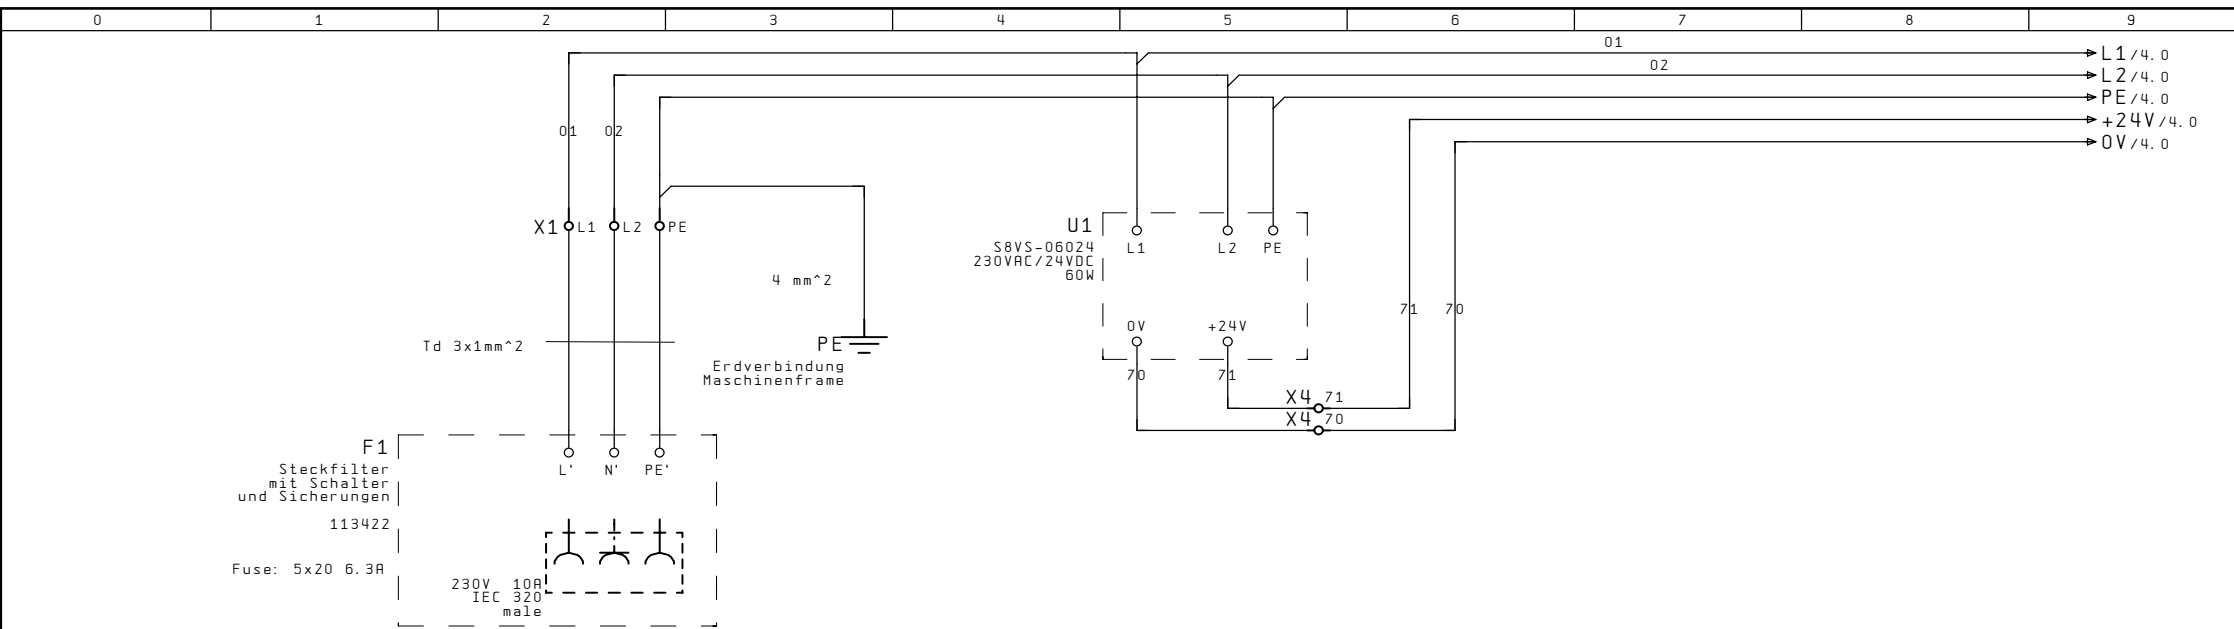 0 1 2 3 4 5 6 7 8 9
01
L1/4.0
02
L2/4.0
PE/4.0
+24V/4.0
0V/4.0
01 02
X1 L1 L2 PE
4 mm^2
Td 3x1mm^2
PE
Erdverbindung
Maschinenframe
U1
S8VS-06024
230VAC/24VDC
60W
L1 L2 PE
0V +24V
70 71
71 70
X4 71
X4 70
F1
Steckfilter
mit Schalter
und Sicherungen
113422
Fuse: 5x20 6.3A
L' N' PE'
230V 10A
IEC 320
male